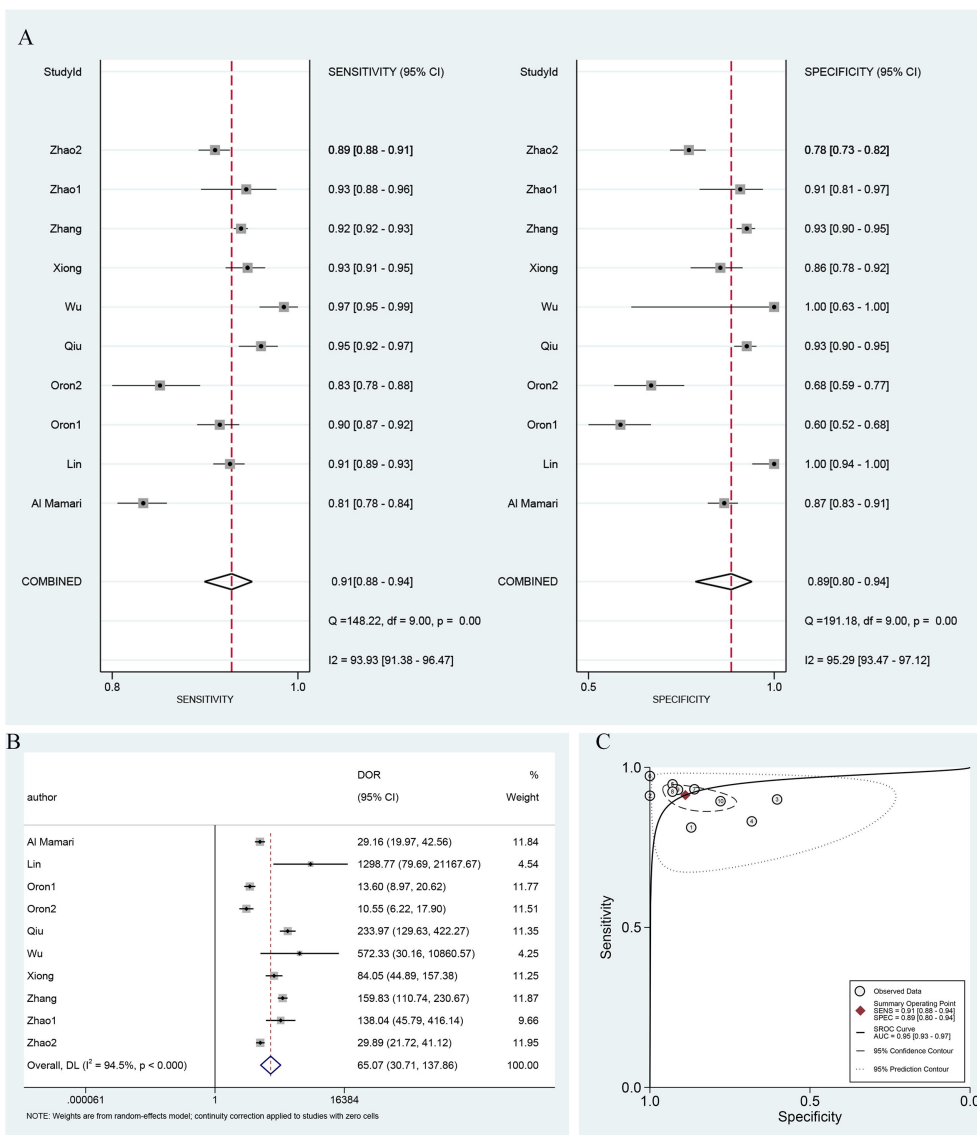 A
StudyId SENSITIVITY (95% CI) StudyId SPECIFICITY (95% CI)
Zhao2 0.89 [0.88 - 0.91] Zhao2 0.78 [0.73 - 0.82]
Zhao1 0.93 [0.88 - 0.96] Zhao1 0.91 [0.81 - 0.97]
Zhang 0.92 [0.92 - 0.93] Zhang 0.93 [0.90 - 0.95]
Xiong 0.93 [0.91 - 0.95] Xiong 0.86 [0.78 - 0.92]
Wu 0.97 [0.95 - 0.99] Wu 1.00 [0.63 - 1.00]
Qiu 0.95 [0.92 - 0.97] Qiu 0.93 [0.90 - 0.95]
Oron2 0.83 [0.78 - 0.88] Oron2 0.68 [0.59 - 0.77]
Oron1 0.90 [0.87 - 0.92] Oron1 0.60 [0.52 - 0.68]
Lin 0.91 [0.89 - 0.93] Lin 1.00 [0.94 - 1.00]
Al Mamari 0.81 [0.78 - 0.84] Al Mamari 0.87 [0.83 - 0.91]
COMBINED 0.91[0.88 - 0.94] COMBINED 0.89[0.80 - 0.94]
Q =148.22, df = 9.00, p = 0.00 Q =191.18, df = 9.00, p = 0.00
I2 = 93.93 [91.38 - 96.47] I2 = 95.29 [93.47 - 97.12]
0.8 1.0 0.5 1.0
SENSITIVITY SPECIFICITY
B
DOR %
author (95% CI) Weight
Al Mamari 29.16 (19.97, 42.56) 11.84
Lin 1298.77 (79.69, 21167.67) 4.54
Oron1 13.60 (8.97, 20.62) 11.77
Oron2 10.55 (6.22, 17.90) 11.51
Qiu 233.97 (129.63, 422.27) 11.35
Wu 572.33 (30.16, 10860.57) 4.25
Xiong 84.05 (44.89, 157.38) 11.25
Zhang 159.83 (110.74, 230.67) 11.87
Zhao1 138.04 (45.79, 416.14) 9.66
Zhao2 29.89 (21.72, 41.12) 11.95
Overall, DL (I² = 94.5%, p < 0.000) 65.07 (30.71, 137.86) 100.00
.000061 1 16384
NOTE: Weights are from random-effects model; continuity correction applied to studies with zero cells
C
1.0
0.5
0.0
Sensitivity
10
3
1
4
Observed Data
Summary Operating Point
SENS = 0.91 [0.88 - 0.94]
SPEC = 0.89 [0.80 - 0.94]
SROC Curve
AUC = 0.95 [0.93 - 0.97]
95% Confidence Contour
95% Prediction Contour
1.0 0.5 0.0
Specificity